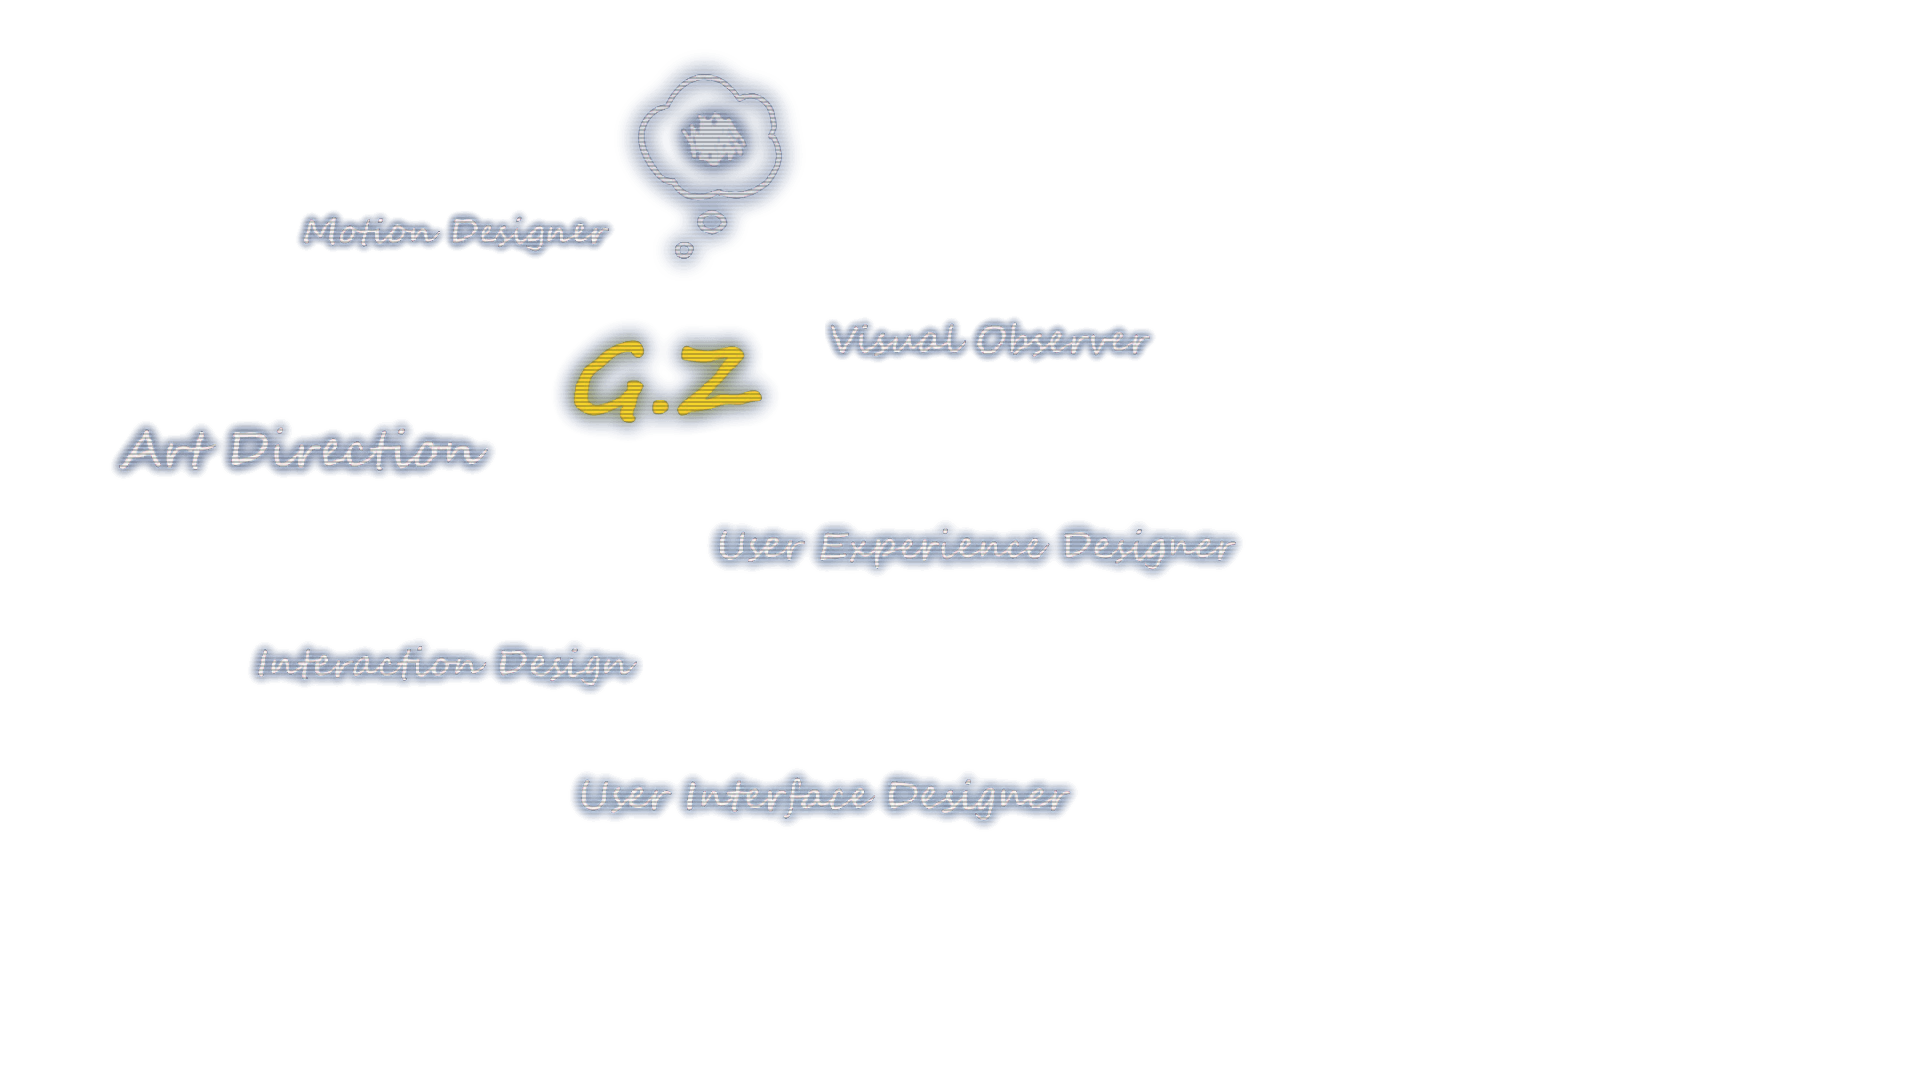 Motion Designer
Visual Observer
G.Z
Art Direction
User Experience Designer
Interaction Design
User Interface Designer